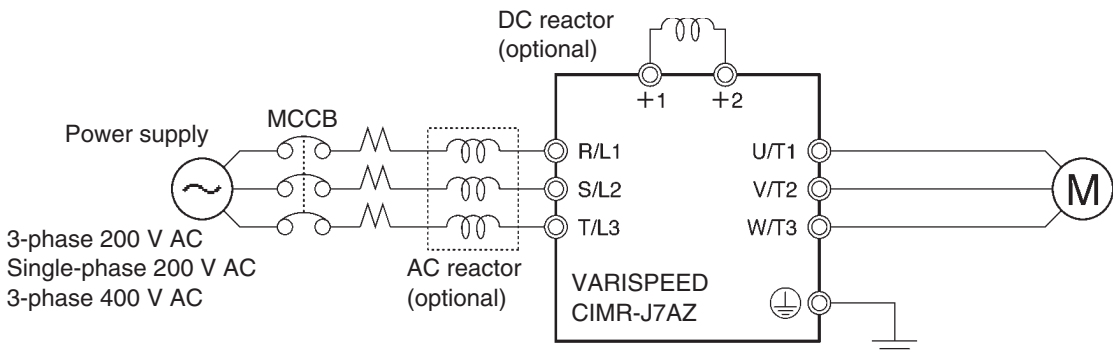 DC reactor
(optional)
+1
+2
Power supply
MCCB
~
R/L1
S/L2
T/L3
U/T1
V/T2
W/T3
M
3-phase 200 V AC
Single-phase 200 V AC
3-phase 400 V AC
AC reactor
(optional)
VARISPEED
CIMR-J7AZ